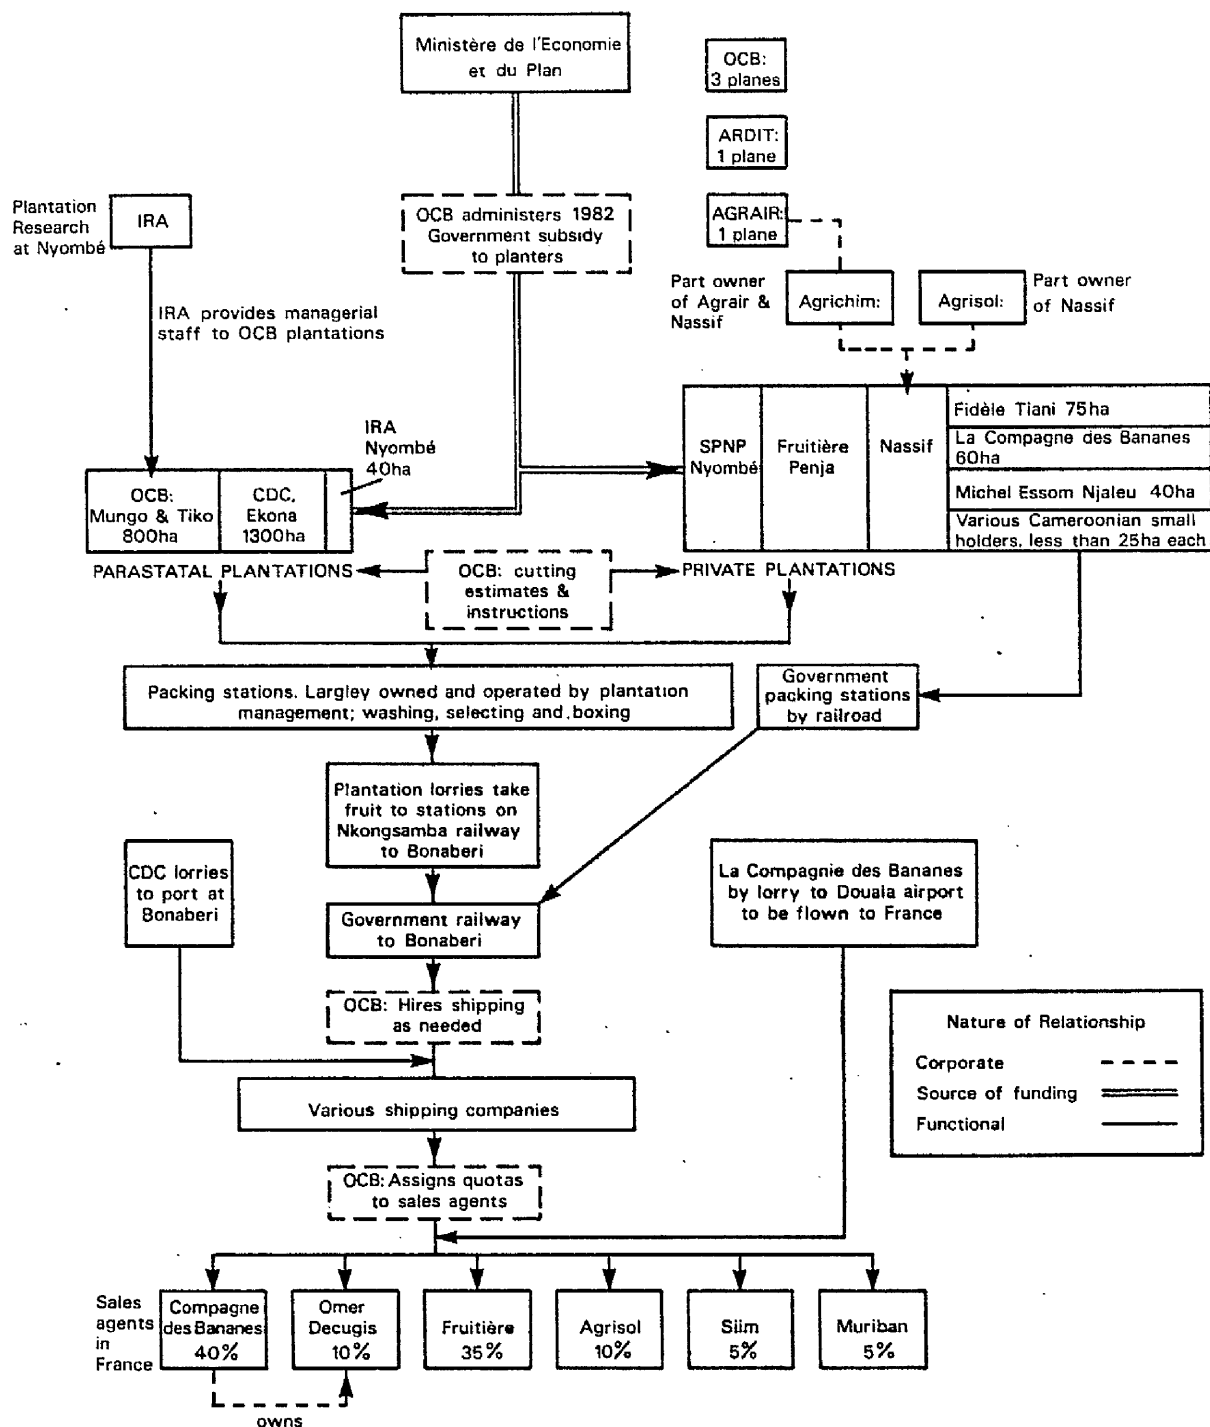 Ministère de l'Economie
et du Plan
OCB:
3 planes
ARDIT:
1 plane
AGRAIR:
1 plane
Plantation
Research
at Nyombé
IRA
OCB administers 1982
Government subsidy
to planters
Part owner
of Agrair &
Nassif
Agrichim:
Agrisol:
Part owner
of Nassif
IRA provides managerial
staff to OCB plantations
IRA
Nyombé
40ha
OCB:
Mungo & Tiko
800ha
CDC,
Ekona
1300ha
SPNP
Nyombé
Fruitière
Penja
Nassif
Fidèle Tiani 75ha
La Compagne des Bananes
60ha
Michel Essom Njaleu 40ha
Various Cameroonian small
holders, less than 25ha each
PARASTATAL PLANTATIONS
OCB: cutting
estimates &
instructions
PRIVATE PLANTATIONS
Packing stations. Largley owned and operated by plantation
management; washing, selecting and boxing
Government
packing stations
by railroad
Plantation lorries take
fruit to stations on
Nkongsamba railway
to Bonaberi
CDC lorries
to port at
Bonaberi
La Compagnie des Bananes
by lorry to Douala airport
to be flown to France
Government railway
to Bonaberi
OCB: Hires shipping
as needed
Nature of Relationship
Corporate
Source of funding
Functional
Various shipping companies
OCB: Assigns quotas
to sales agents
Sales
agents
in
France
Compagne
des Bananes
40%
Omer
Decugis
10%
Fruitière
35%
Agrisol
10%
Siim
5%
Muriban
5%
owns